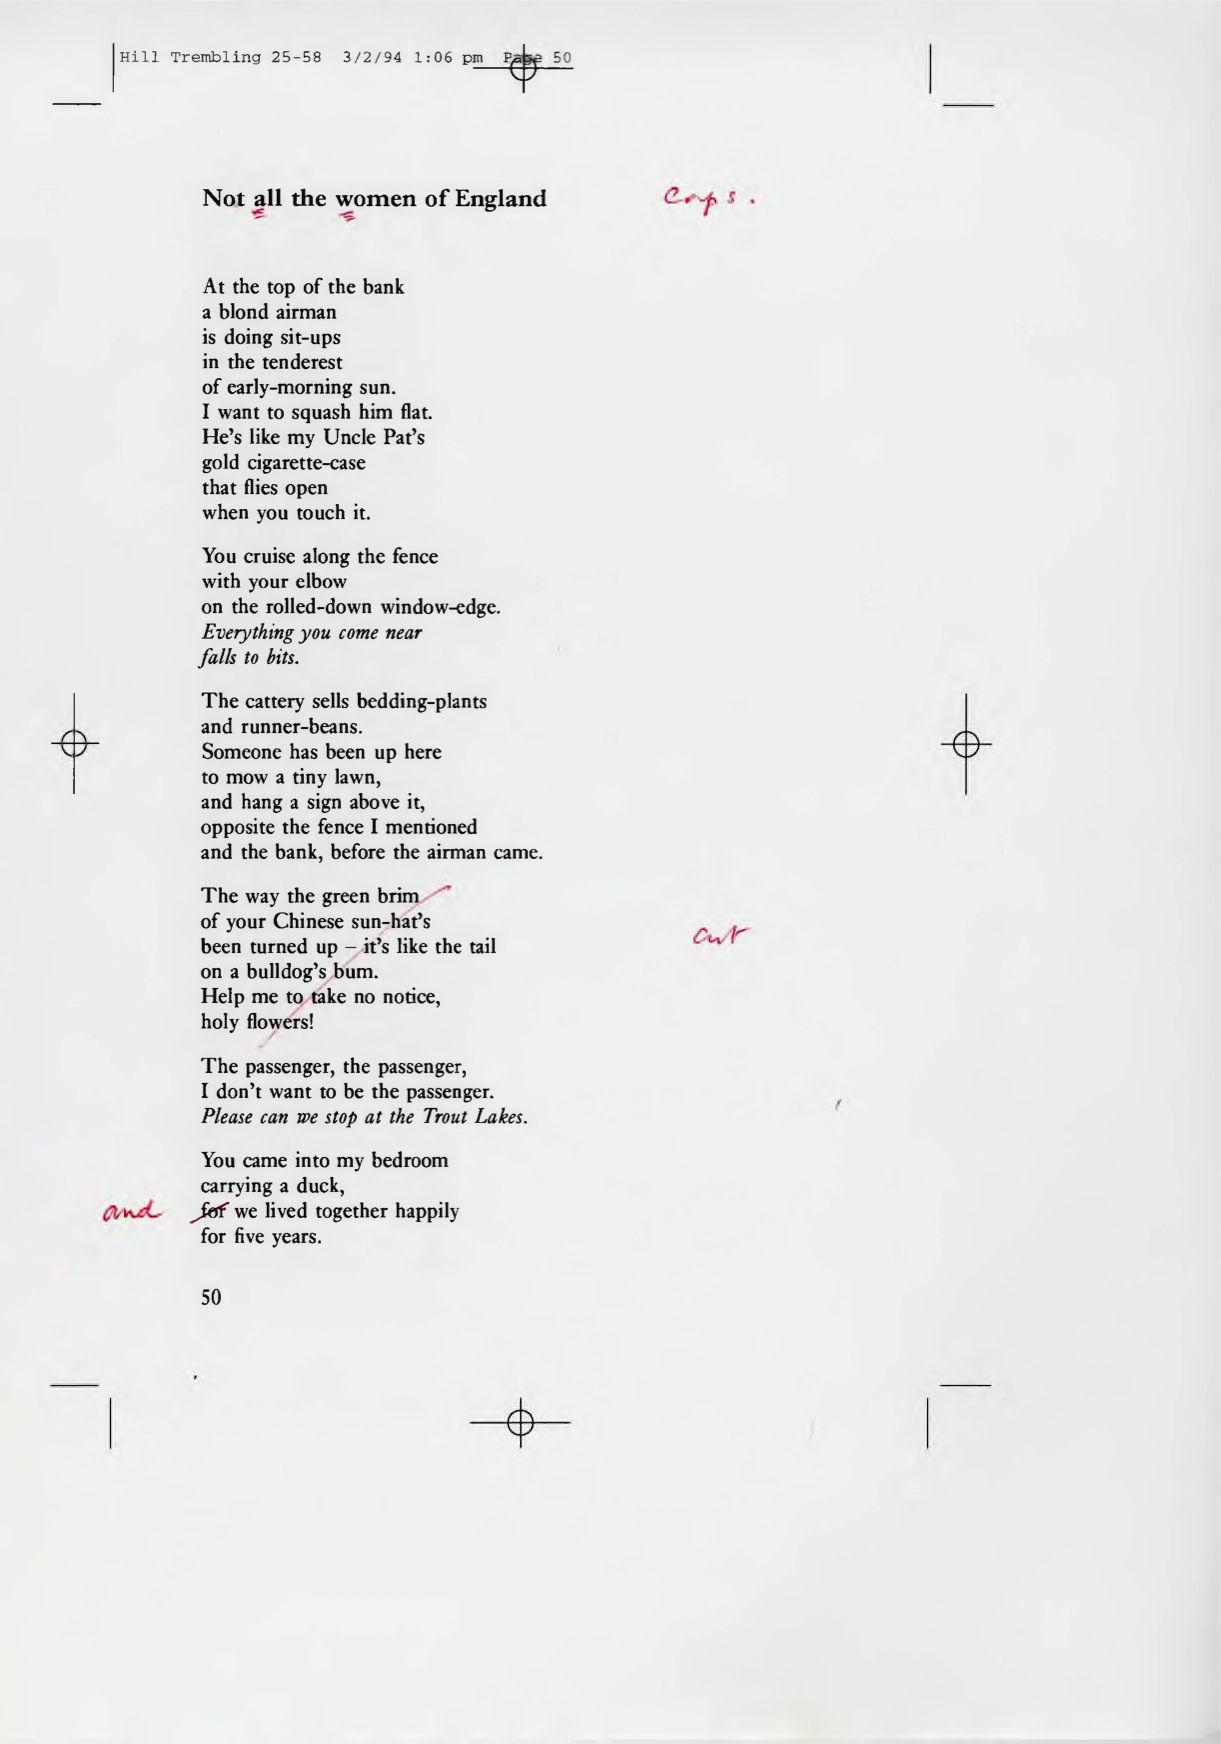 Hill Trembling 25-58 3/2/94 1:06 pm Page 50
Not all the women of England
Caps.
At the top of the bank
a blond airman
is doing sit-ups
in the tenderest
of early-morning sun.
I want to squash him flat.
He's like my Uncle Pat's
gold cigarette-case
that flies open
when you touch it.
You cruise along the fence
with your elbow
on the rolled-down window-edge.
Everything you come near
falls to bits.
The cattery sells bedding-plants
and runner-beans.
Someone has been up here
to mow a tiny lawn,
and hang a sign above it,
opposite the fence I mentioned
and the bank, before the airman came.
The way the green brim
of your Chinese sun-hat's
been turned up – it's like the tail
on a bulldog's bum.
Help me to take no notice,
holy flowers!
cut
The passenger, the passenger,
I don't want to be the passenger.
Please can we stop at the Trout Lakes.
You came into my bedroom
carrying a duck,
and for we lived together happily
for five years.
50